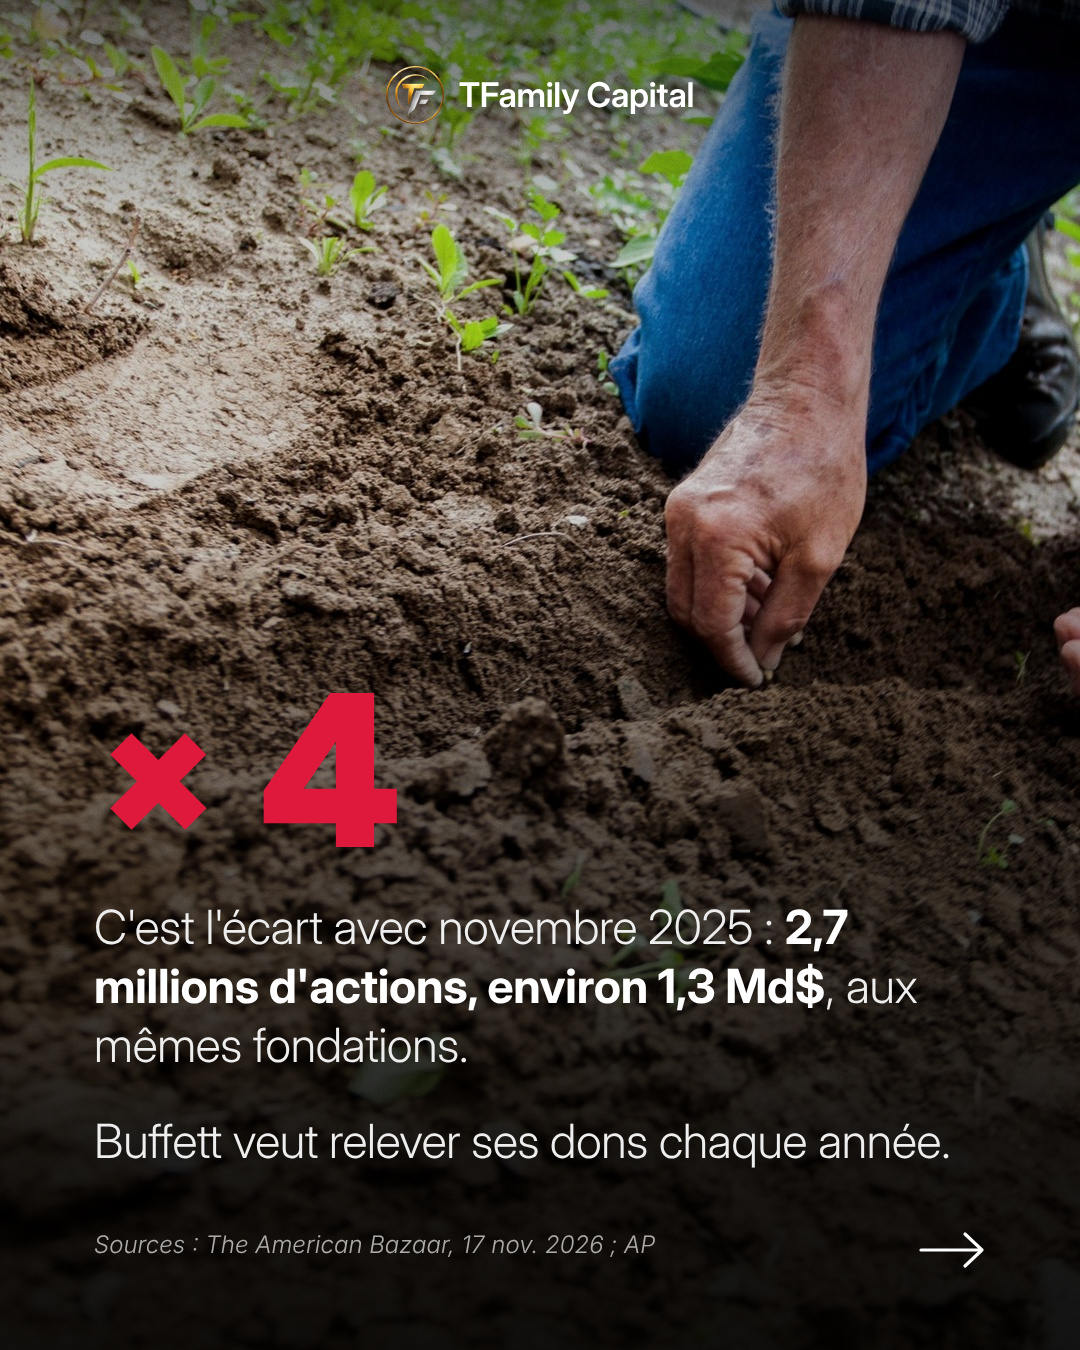 TF
TFamily Capital
× 4
C'est l'écart avec novembre 2025 : 2,7
millions d'actions, environ 1,3 Md$, aux
mêmes fondations.
Buffett veut relever ses dons chaque année.
Sources : The American Bazaar, 17 nov. 2026 ; AP